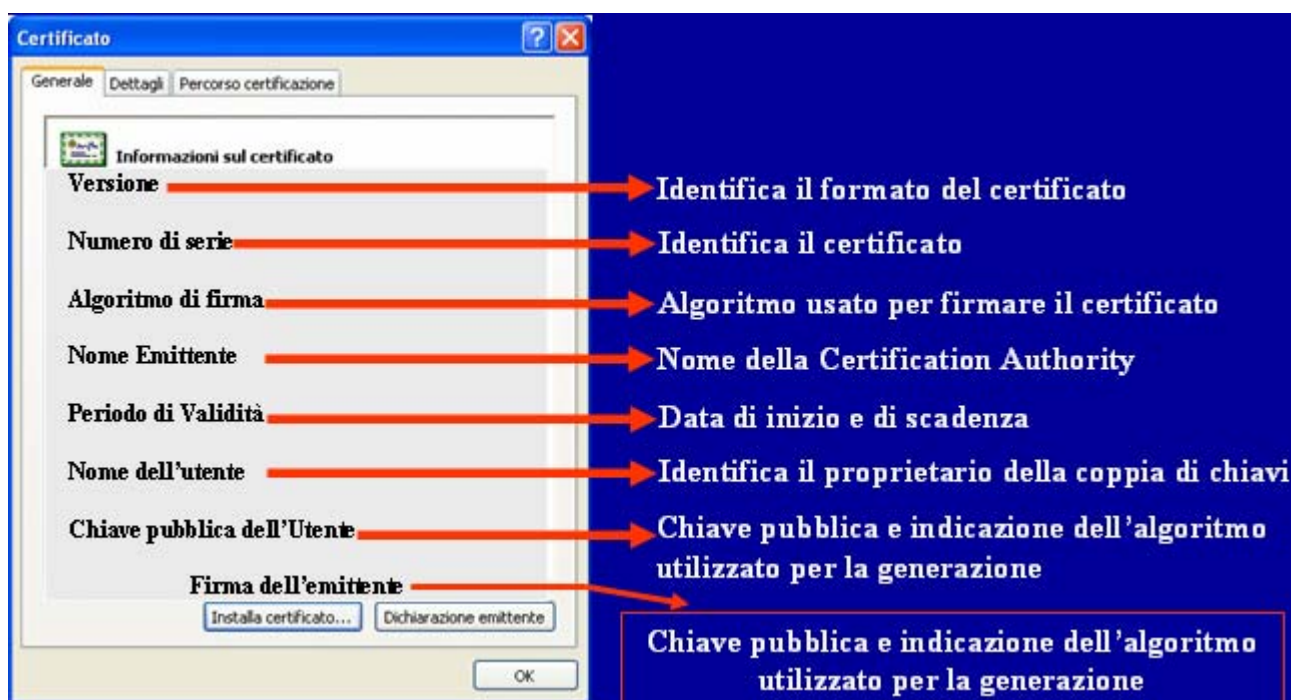 Certificato
Generale Dettagli Percorso certificazione
Informazioni sul certificato
Versione
Identifica il formato del certificato
Numero di serie
Identifica il certificato
Algoritmo di firma
Algoritmo usato per firmare il certificato
Nome Emittente
Nome della Certification Authority
Periodo di Validità
Data di inizio e di scadenza
Nome dell'utente
Identifica il proprietario della coppia di chiavi
Chiave pubblica dell'Utente
Chiave pubblica e indicazione dell'algoritmo
utilizzato per la generazione
Firma dell'emittente
Chiave pubblica e indicazione dell'algoritmo
utilizzato per la generazione
Installa certificato... Dichiarazione emittente
OK